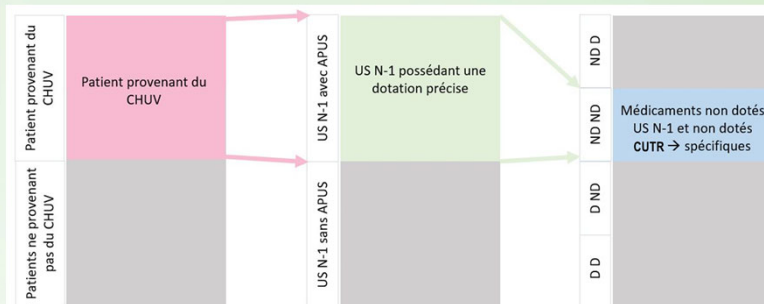 Patient provenant du
CHUV
Patients ne provenant
pas du CHUV
Patient provenant du
CHUV
US N-1 avec APUS
US N-1 sans APUS
US N-1 possédant une
dotation précise
ND D
ND ND
D ND
D D
Médicaments non dotés
US N-1 et non dotés
CUTR → spécifiques